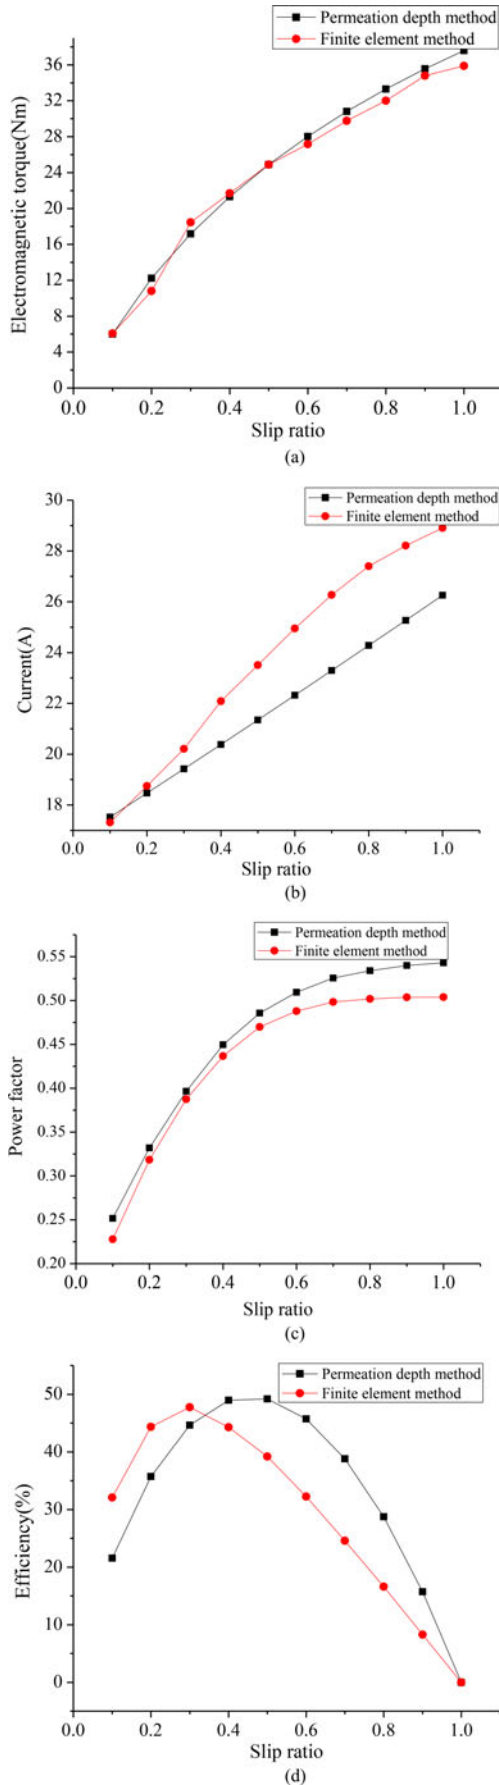 Permeation depth method
Finite element method
Electromagnetic torque(Nm)
36
32
28
24
20
16
12
8
4
0
0.0 0.2 0.4 0.6 0.8 1.0
Slip ratio
(a)
Permeation depth method
Finite element method
Current(A)
30
28
26
24
22
20
18
0.0 0.2 0.4 0.6 0.8 1.0
Slip ratio
(b)
Permeation depth method
Finite element method
Power factor
0.55
0.50
0.45
0.40
0.35
0.30
0.25
0.20
0.0 0.2 0.4 0.6 0.8 1.0
Slip ratio
(c)
Permeation depth method
Finite element method
Efficiency(%)
50
40
30
20
10
0
0.0 0.2 0.4 0.6 0.8 1.0
Slip ratio
(d)